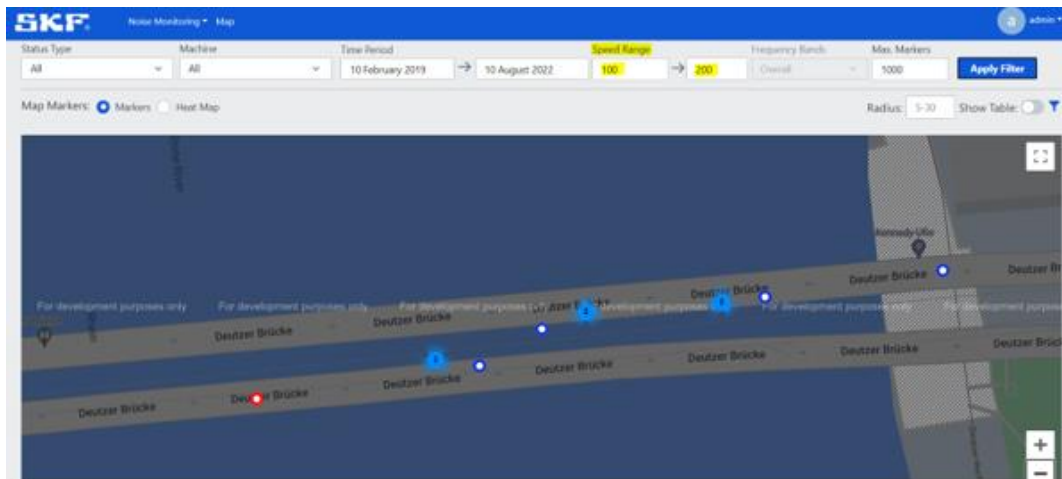 SKF.
Noise Monitoring Map
a admin
Status Type Machine Time Period Speed Range Frequency Bands Max. Markers
All All 10 February 2019 → 10 August 2022 100 → 200 Overall 1000 Apply Filter
Map Markers: Markers Heat Map Radius: 5-30 Show Table:
Kennedy-Ufer
Deutzer Brücke
Deutzer Brücke
Deutzer
For development purposes only For development purposes only For development purposes only For development purposes only For development purposes only
Deutzer Brücke
Deutzer Brücke
Deutzer Brücke
Deutzer Brücke
Deutzer Brücke
Deutzer Brücke
Deutzer Brücke
Deutzer Brücke
Deutzer Brücke
+
−